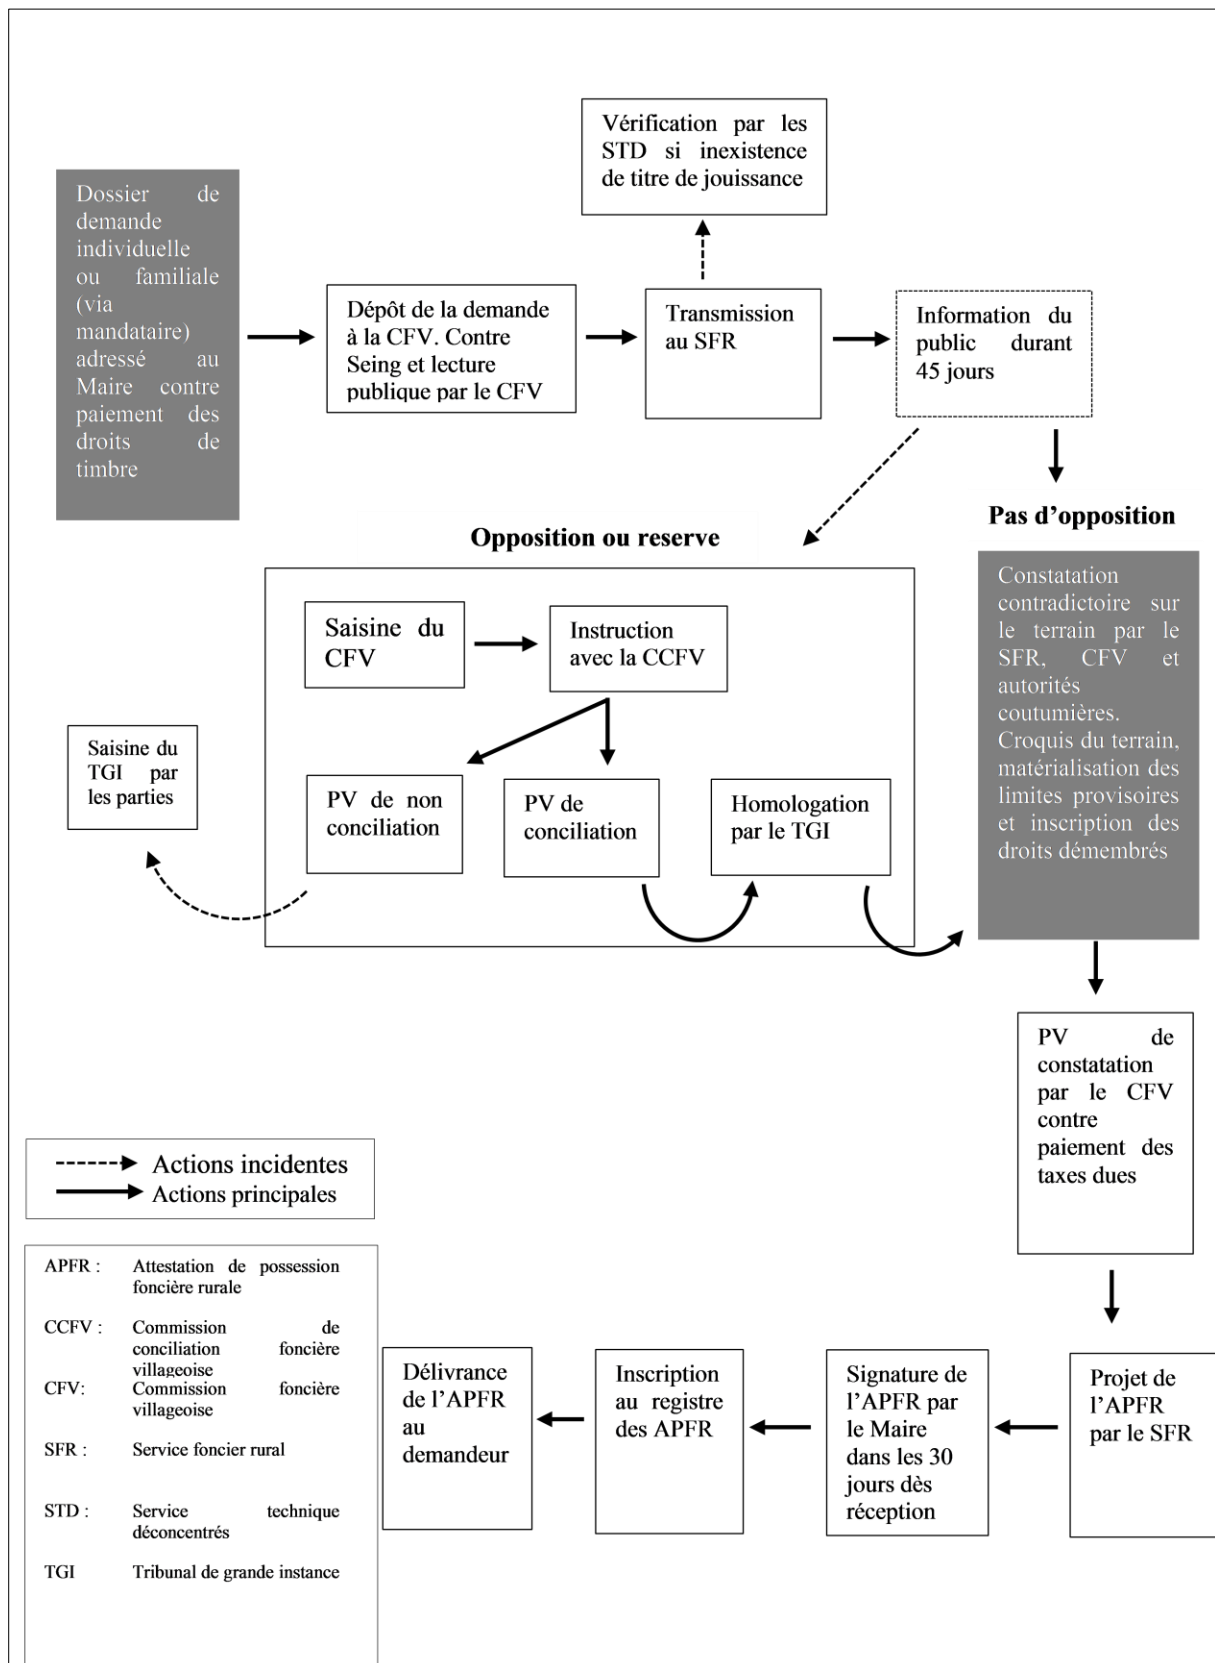 Vérification par les
STD si inexistence
de titre de jouissance
Dossier de
demande
individuelle
ou familiale
(via
mandataire)
adressé au
Maire contre
paiement des
droits de
timbre
Dépôt de la demande
à la CFV. Contre
Seing et lecture
publique par le CFV
Transmission
au SFR
Information du
public durant
45 jours
Pas d’opposition
Opposition ou reserve
Saisine du
CFV
Instruction
avec la CCFV
Constatation
contradictoire sur
le terrain par le
SFR, CFV et
autorités
coutumières.
Croquis du terrain,
matérialisation des
limites provisoires
et inscription des
droits démembrés
Saisine du
TGI par
les parties
PV de non
conciliation
PV de
conciliation
Homologation
par le TGI
PV de
constatation
par le CFV
contre
paiement des
taxes dues
Actions incidentes
Actions principales
APFR : Attestation de possession
foncière rurale
CCFV : Commission de
conciliation foncière
villageoise
CFV: Commission foncière
villageoise
SFR : Service foncier rural
STD : Service technique
déconcentrés
TGI Tribunal de grande instance
Délivrance
de l’APFR
au
demandeur
Inscription
au registre
des APFR
Signature de
l’APFR par
le Maire
dans les 30
jours dès
réception
Projet de
l’APFR
par le SFR